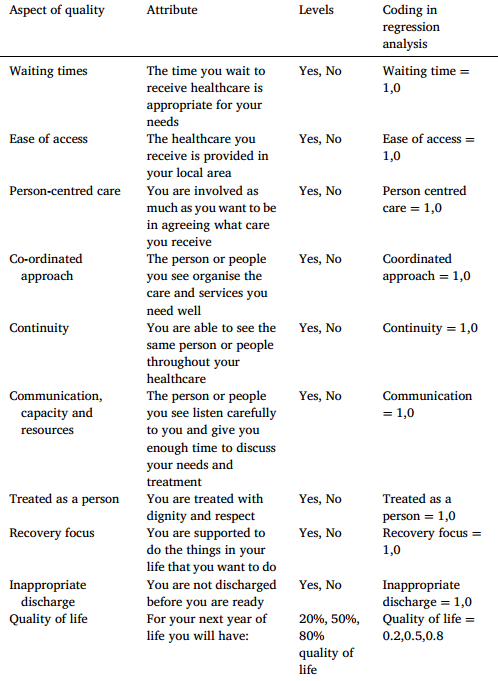 Aspect of quality Attribute Levels Coding in
regression
analysis
Waiting times The time you wait to Yes, No Waiting time =
receive healthcare is 1,0
appropriate for your
needs
Ease of access The healthcare you Yes, No Ease of access =
receive is provided in 1,0
your local area
Person-centred care You are involved as Yes, No Person centred
much as you want to be care = 1,0
in agreeing what care
you receive
Co-ordinated The person or people Yes, No Coordinated
approach you see organise the approach = 1,0
care and services you
need well
Continuity You are able to see the Yes, No Continuity = 1,0
same person or people
throughout your
healthcare
Communication, The person or people Yes, No Communication
capacity and you see listen carefully = 1,0
resources to you and give you
enough time to discuss
your needs and
treatment
Treated as a person You are treated with Yes, No Treated as a
dignity and respect person = 1,0
Recovery focus You are supported to Yes, No Recovery focus =
do the things in your 1,0
life that you want to do
Inappropriate You are not discharged Yes, No Inappropriate
discharge before you are ready discharge = 1,0
Quality of life For your next year of 20%, 50%, Quality of life =
life you will have: 80% 0.2,0.5,0.8
quality of
life